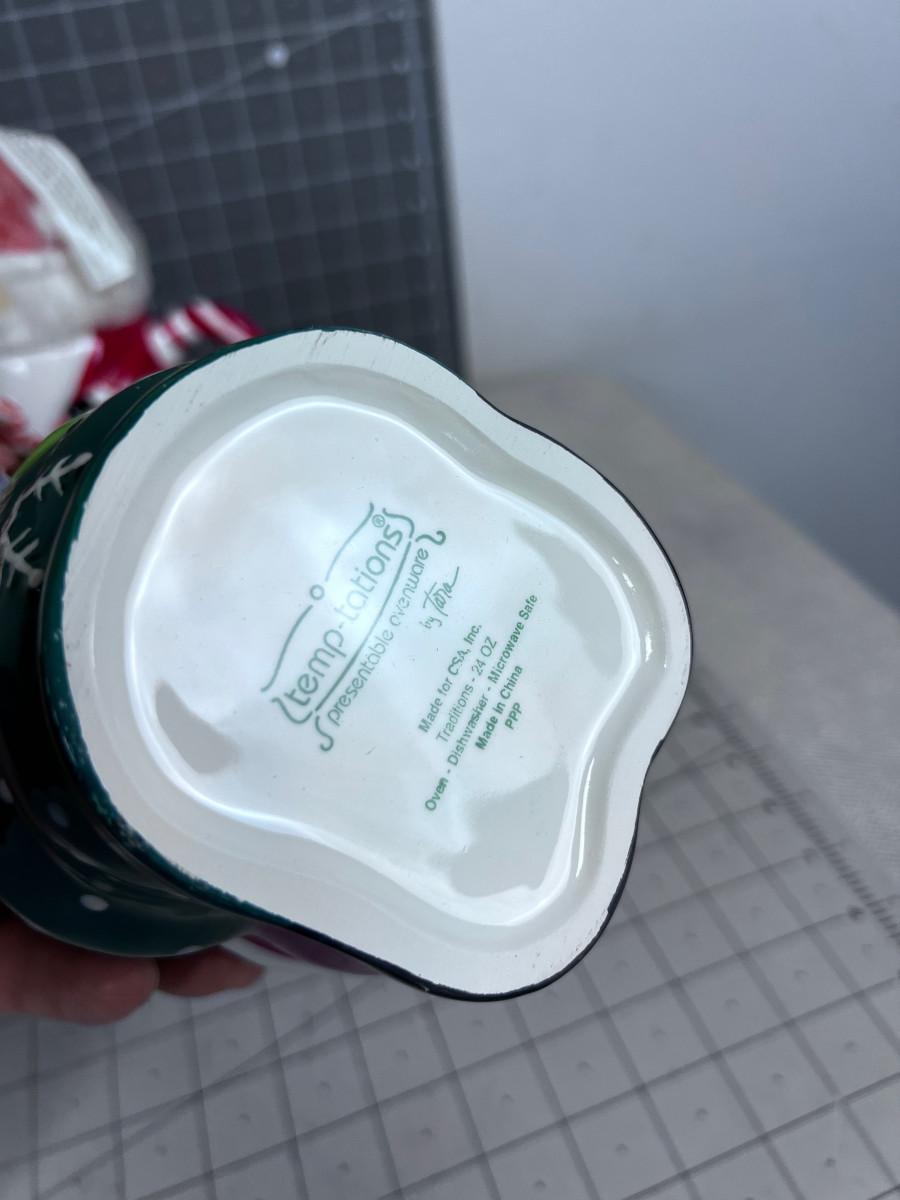 temp-tations®
presentable ovenware
by Tara
Made for CSA, Inc.
Traditions - 24 OZ
Oven - Dishwasher - Microwave Safe
Made in China
PPP